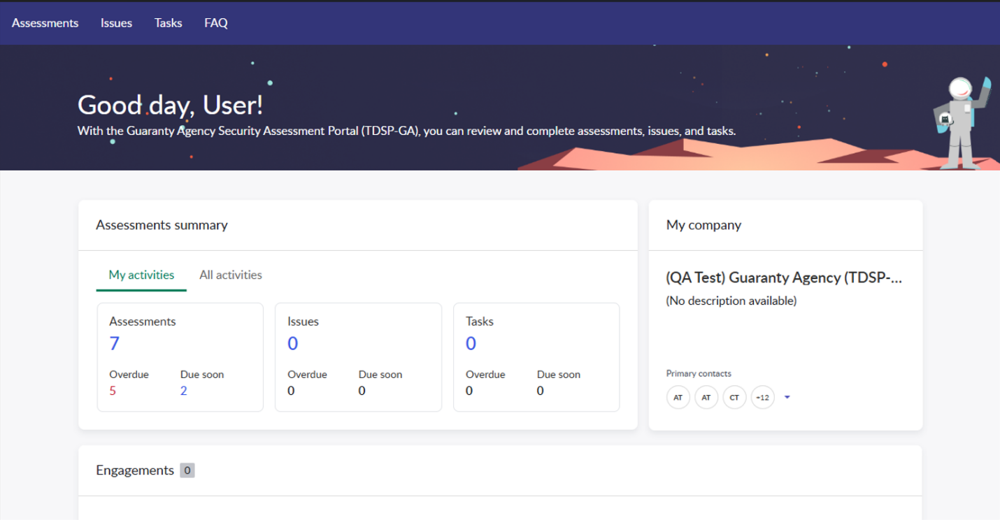 Assessments Issues Tasks FAQ
Good day, User!
With the Guaranty Agency Security Assessment Portal (TDSP-GA), you can review and complete assessments, issues, and tasks.
Assessments summary
My activities All activities
Assessments
7
Overdue Due soon
5 2
Issues
0
Overdue Due soon
0 0
Tasks
0
Overdue Due soon
0 0
My company
(QA Test) Guaranty Agency (TDSP-...
(No description available)
Primary contacts
AT AT CT +12
Engagements 0